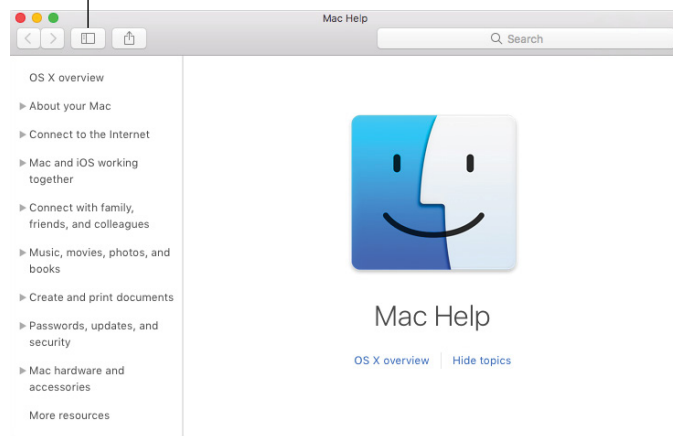 Mac Help
Search
OS X overview
About your Mac
Connect to the Internet
Mac and iOS working
together
Connect with family,
friends, and colleagues
Music, movies, photos, and
books
Create and print documents
Passwords, updates, and
security
Mac hardware and
accessories
More resources
Mac Help
OS X overview Hide topics